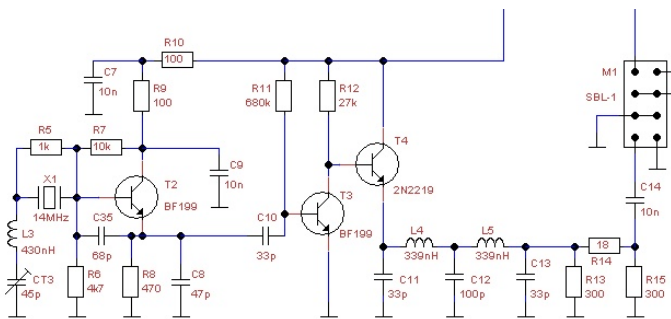 R10
100
C7
10n
R9
100
R11
680k
R12
27k
M1
SBL-1
R5
1k
R7
10k
T4
2N2219
C9
10n
X1
14MHz
T2
BF199
T3
BF199
C14
10n
L3
430nH
C35
68p
C10
33p
L4
339nH
L5
339nH
18
R14
CT3
45p
R6
4k7
R8
470
C8
47p
C11
33p
C12
100p
C13
33p
R13
300
R15
300